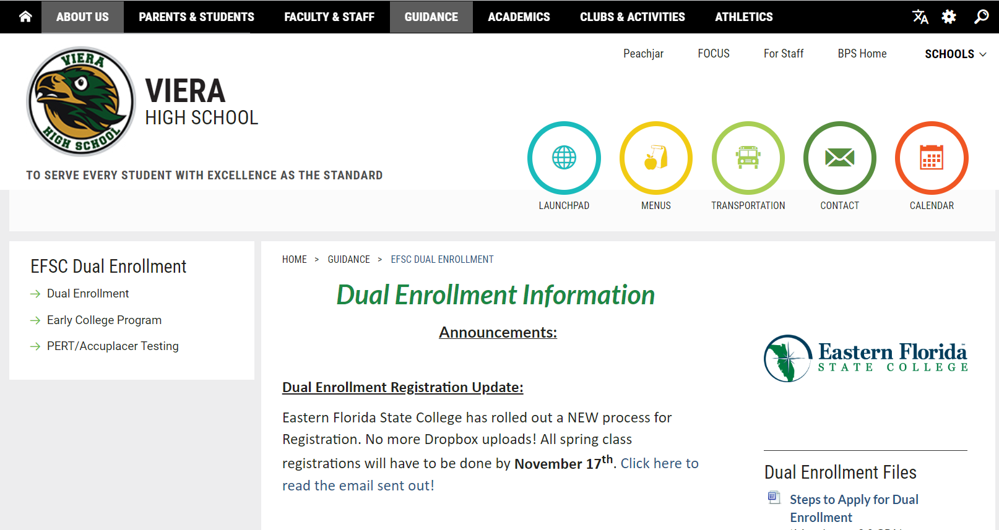 ABOUT US PARENTS & STUDENTS FACULTY & STAFF GUIDANCE ACADEMICS CLUBS & ACTIVITIES ATHLETICS
Peachjar FOCUS For Staff BPS Home SCHOOLS
VIERA
HIGH SCHOOL
VIERA
HIGH SCHOOL
TO SERVE EVERY STUDENT WITH EXCELLENCE AS THE STANDARD
LAUNCHPAD MENUS TRANSPORTATION CONTACT CALENDAR
EFSC Dual Enrollment
Dual Enrollment
Early College Program
PERT/Accuplacer Testing
HOME > GUIDANCE > EFSC DUAL ENROLLMENT
Dual Enrollment Information
Announcements:
Dual Enrollment Registration Update:
Eastern Florida State College has rolled out a NEW process for
Registration. No more Dropbox uploads! All spring class
registrations will have to be done by November 17th. Click here to
read the email sent out!
Eastern Florida
STATE COLLEGE
Dual Enrollment Files
Steps to Apply for Dual
Enrollment